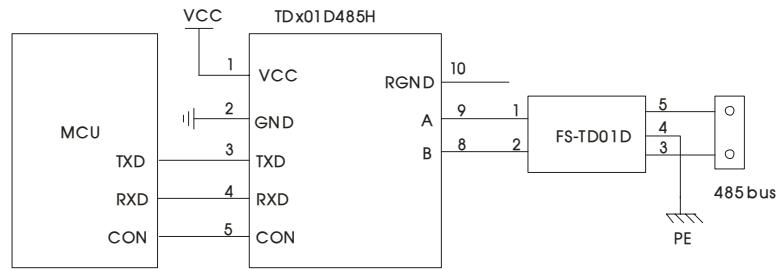 VCC
TDx01D485H
1
VCC
RGND
10
2
GND
A
9
1
FS-TD01D
5
4
3
MCU
TXD
3
TXD
B
8
2
RXD
4
RXD
485 bus
CON
5
CON
PE